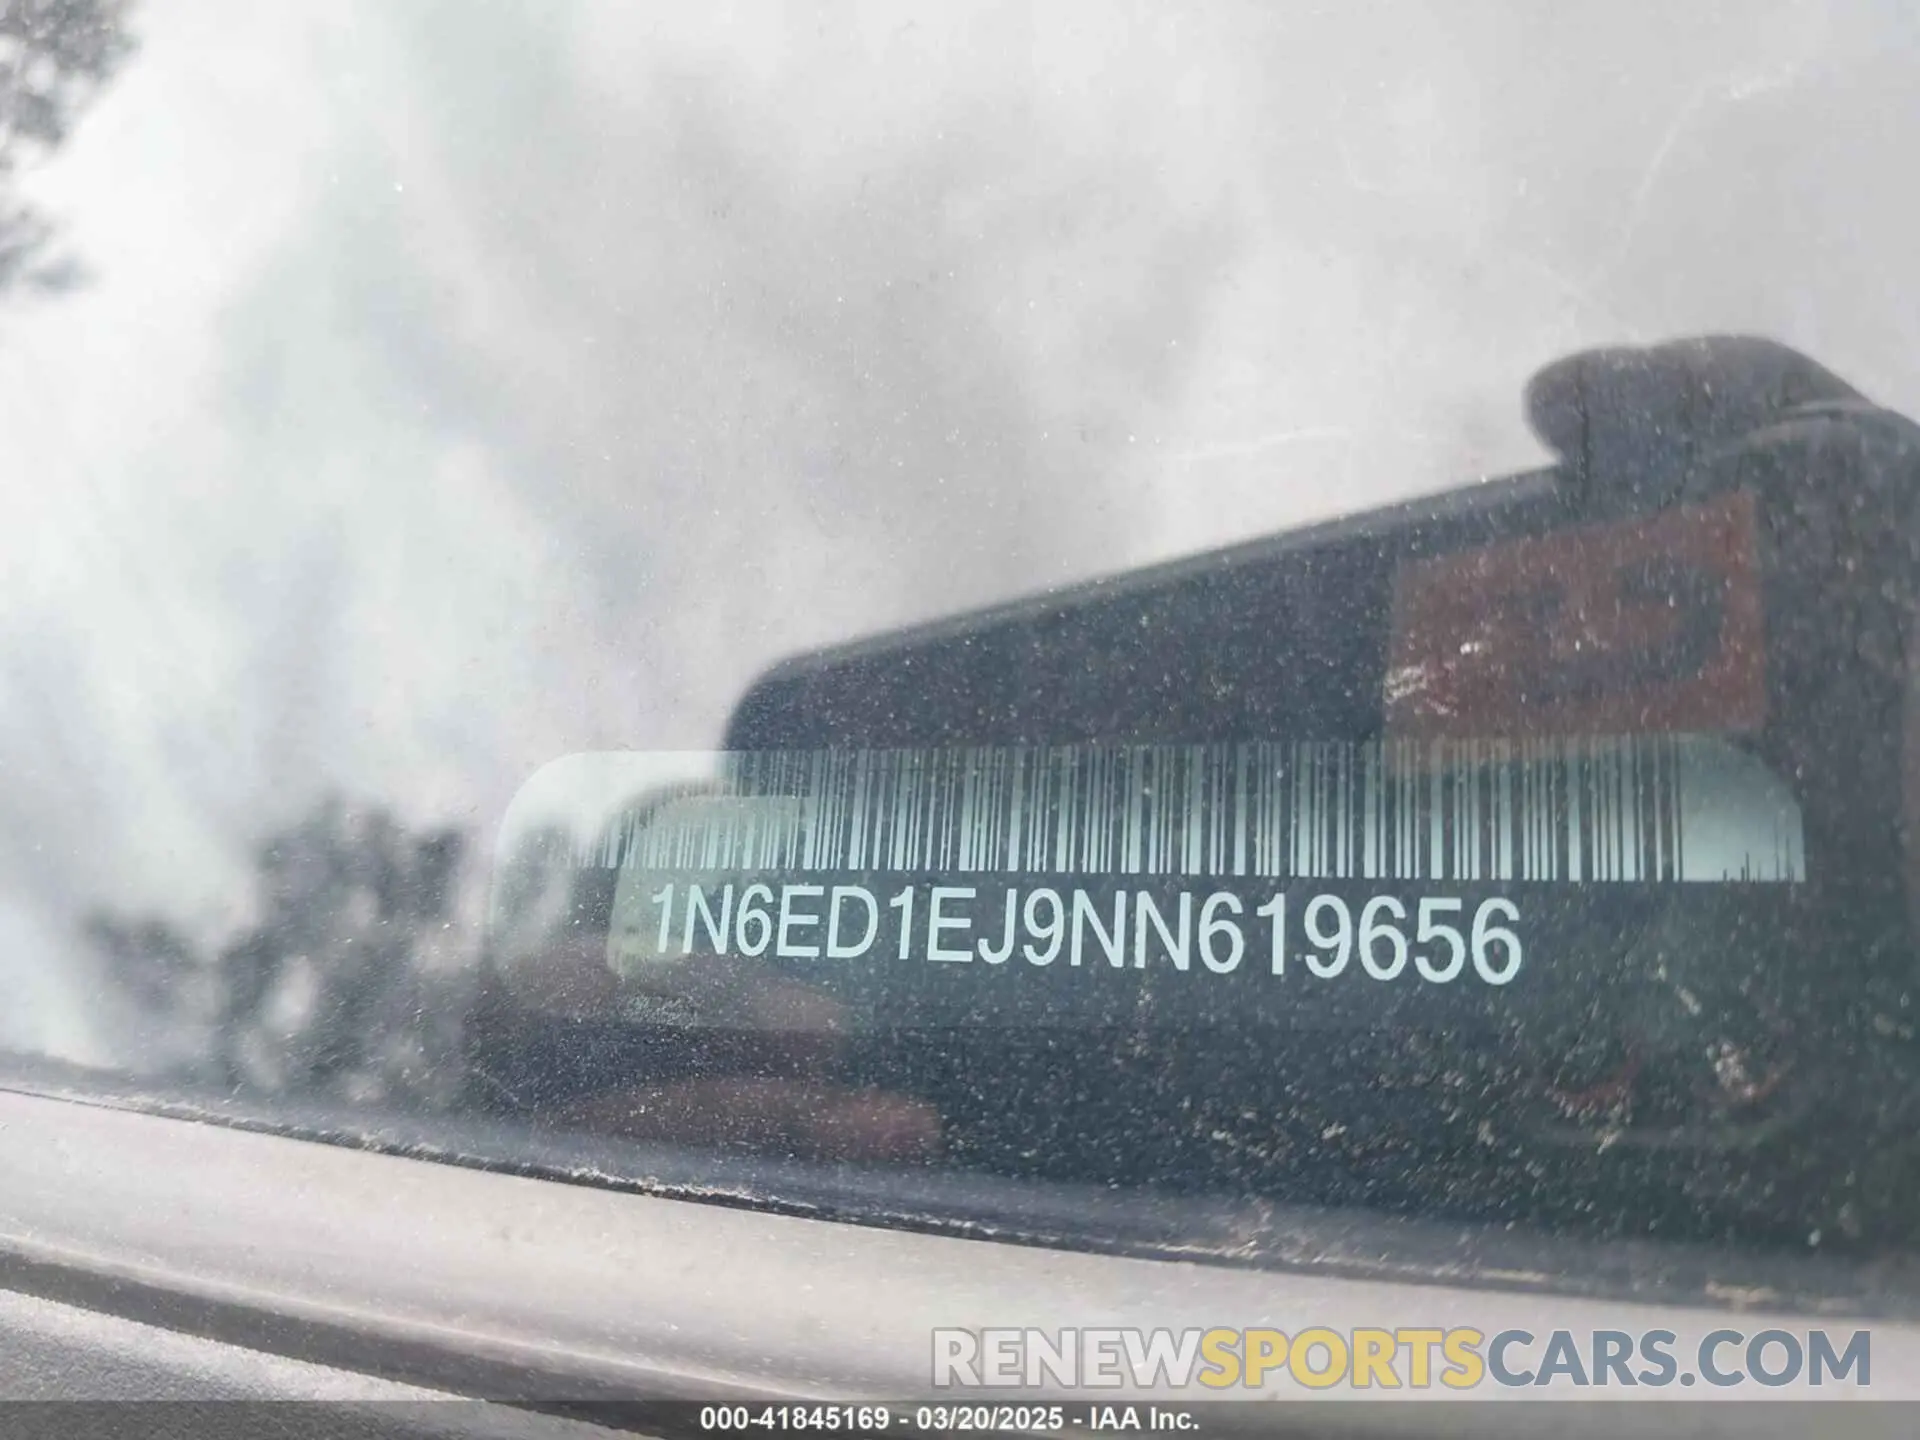 1N6ED1EJ9NN619656
RENEWSPORTSCARS.COM
000-41845169 - 03/20/2025 - IAA Inc.